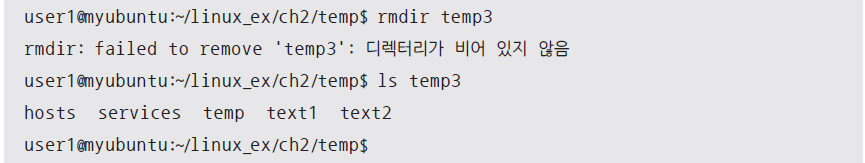 user1@myubuntu:~/linux_ex/ch2/temp$ rmdir temp3
rmdir: failed to remove 'temp3': 디렉터리가 비어 있지 않음
user1@myubuntu:~/linux_ex/ch2/temp$ ls temp3
hosts  services  temp  text1  text2
user1@myubuntu:~/linux_ex/ch2/temp$